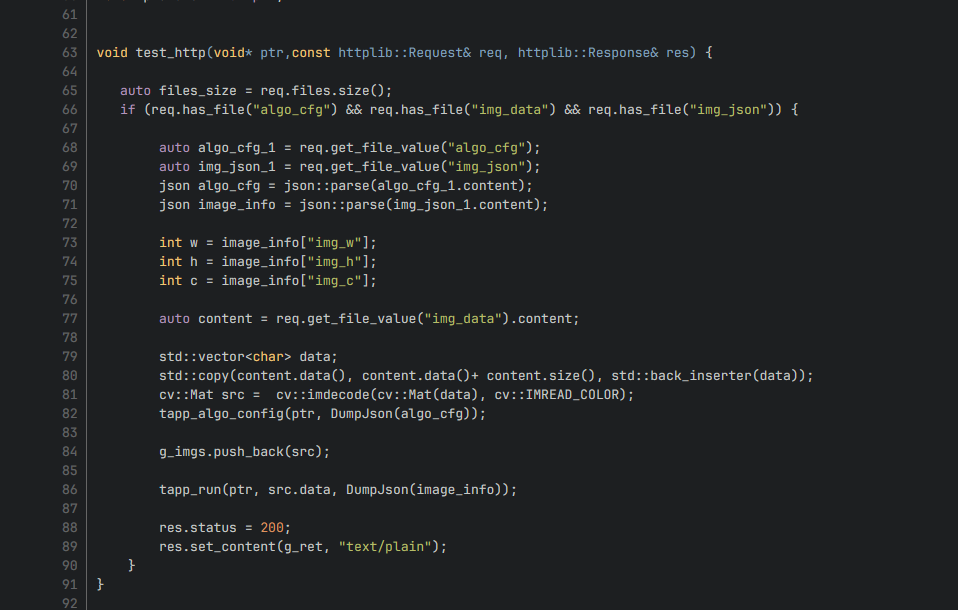 61
62
63 void test_http(void* ptr,const httplib::Request& req, httplib::Response& res) {
64
65 auto files_size = req.files.size();
66 if (req.has_file("algo_cfg") && req.has_file("img_data") && req.has_file("img_json")) {
67
68 auto algo_cfg_1 = req.get_file_value("algo_cfg");
69 auto img_json_1 = req.get_file_value("img_json");
70 json algo_cfg = json::parse(algo_cfg_1.content);
71 json image_info = json::parse(img_json_1.content);
72
73 int w = image_info["img_w"];
74 int h = image_info["img_h"];
75 int c = image_info["img_c"];
76
77 auto content = req.get_file_value("img_data").content;
78
79 std::vector<char> data;
80 std::copy(content.data(), content.data()+ content.size(), std::back_inserter(data));
81 cv::Mat src =  cv::imdecode(cv::Mat(data), cv::IMREAD_COLOR);
82 tapp_algo_config(ptr, DumpJson(algo_cfg));
83
84 g_imgs.push_back(src);
85
86 tapp_run(ptr, src.data, DumpJson(image_info));
87
88 res.status = 200;
89 res.set_content(g_ret, "text/plain");
90 }
91 }
92